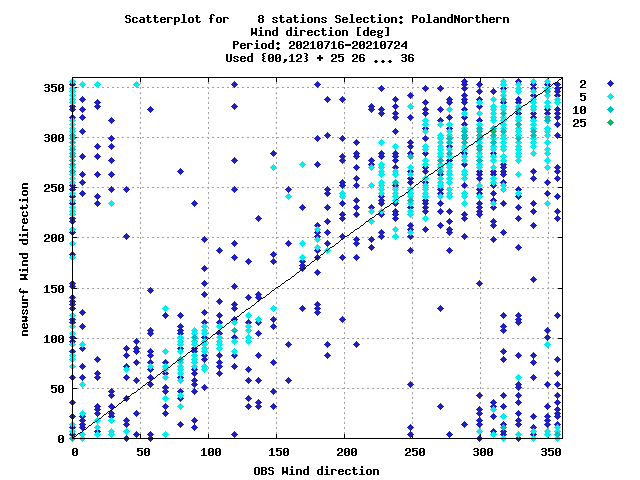 Scatterplot for    8 stations Selection: PolandNorthern
Wind direction [deg]
Period: 20210716-20210724
Used {00,12} + 25 26 ... 36
2
5
10
25
350
300
250
200
150
100
50
0
newsurf Wind direction
0 50 100 150 200 250 300 350
OBS Wind direction